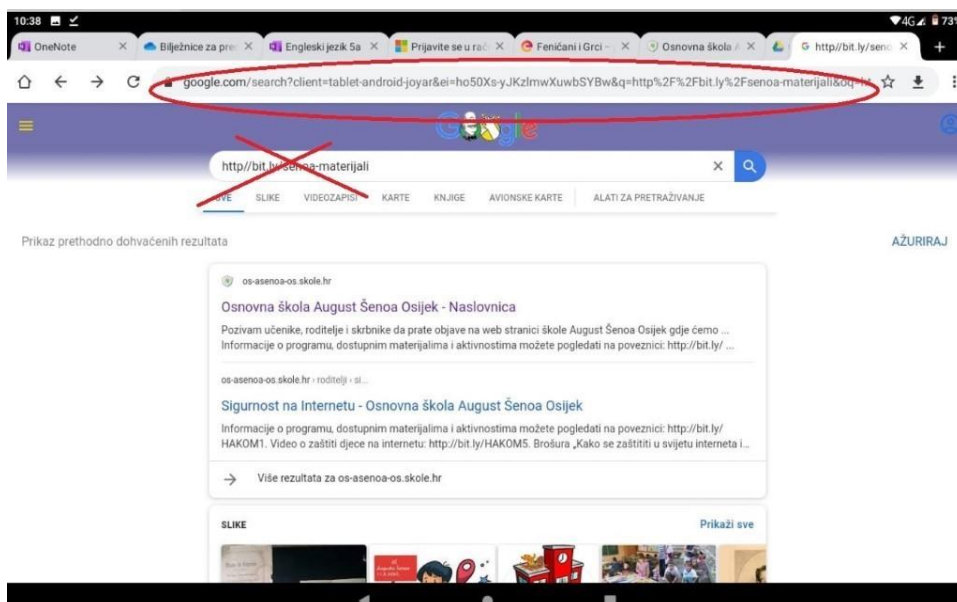 10:38
4G 73%
OneNote
Bilježnice za pre
Engleski jezik 5a
Prijavite se u rač
Feničani i Grci -
Osnovna škola A
http//bit.ly/seno
google.com/search?client=tablet-android-joyar&ei=ho50Xs-yJKzlmwXuwbSYBw&q=http%2F%2Fbit.ly%2Fsenoa-materijali&oq=ht
Google
http//bit.ly/senoa-materijali
SVE SLIKE VIDEOZAPISI KARTE KNJIGE AVIONSKE KARTE ALATI ZA PRETRAŽIVANJE
Prikaz prethodno dohvaćenih rezultata
AŽURIRAJ
os-asenoa-os.skole.hr
Osnovna škola August Šenoa Osijek - Naslovnica
Pozivam učenike, roditelje i skrbnike da prate objave na web stranici škole August Šenoa Osijek gdje ćemo ...
Informacije o programu, dostupnim materijalima i aktivnostima možete pogledati na poveznici: http://bit.ly/ ...
os-asenoa-os.skole.hr › roditelji › si...
Sigurnost na Internetu - Osnovna škola August Šenoa Osijek
Informacije o programu, dostupnim materijalima i aktivnostima možete pogledati na poveznici: http://bit.ly/
HAKOM1. Video o zaštiti djece na internetu: http://bit.ly/HAKOM5. Brošura „Kako se zaštititi u svijetu interneta i...
Više rezultata za os-asenoa-os.skole.hr
SLIKE
Prikaži sve